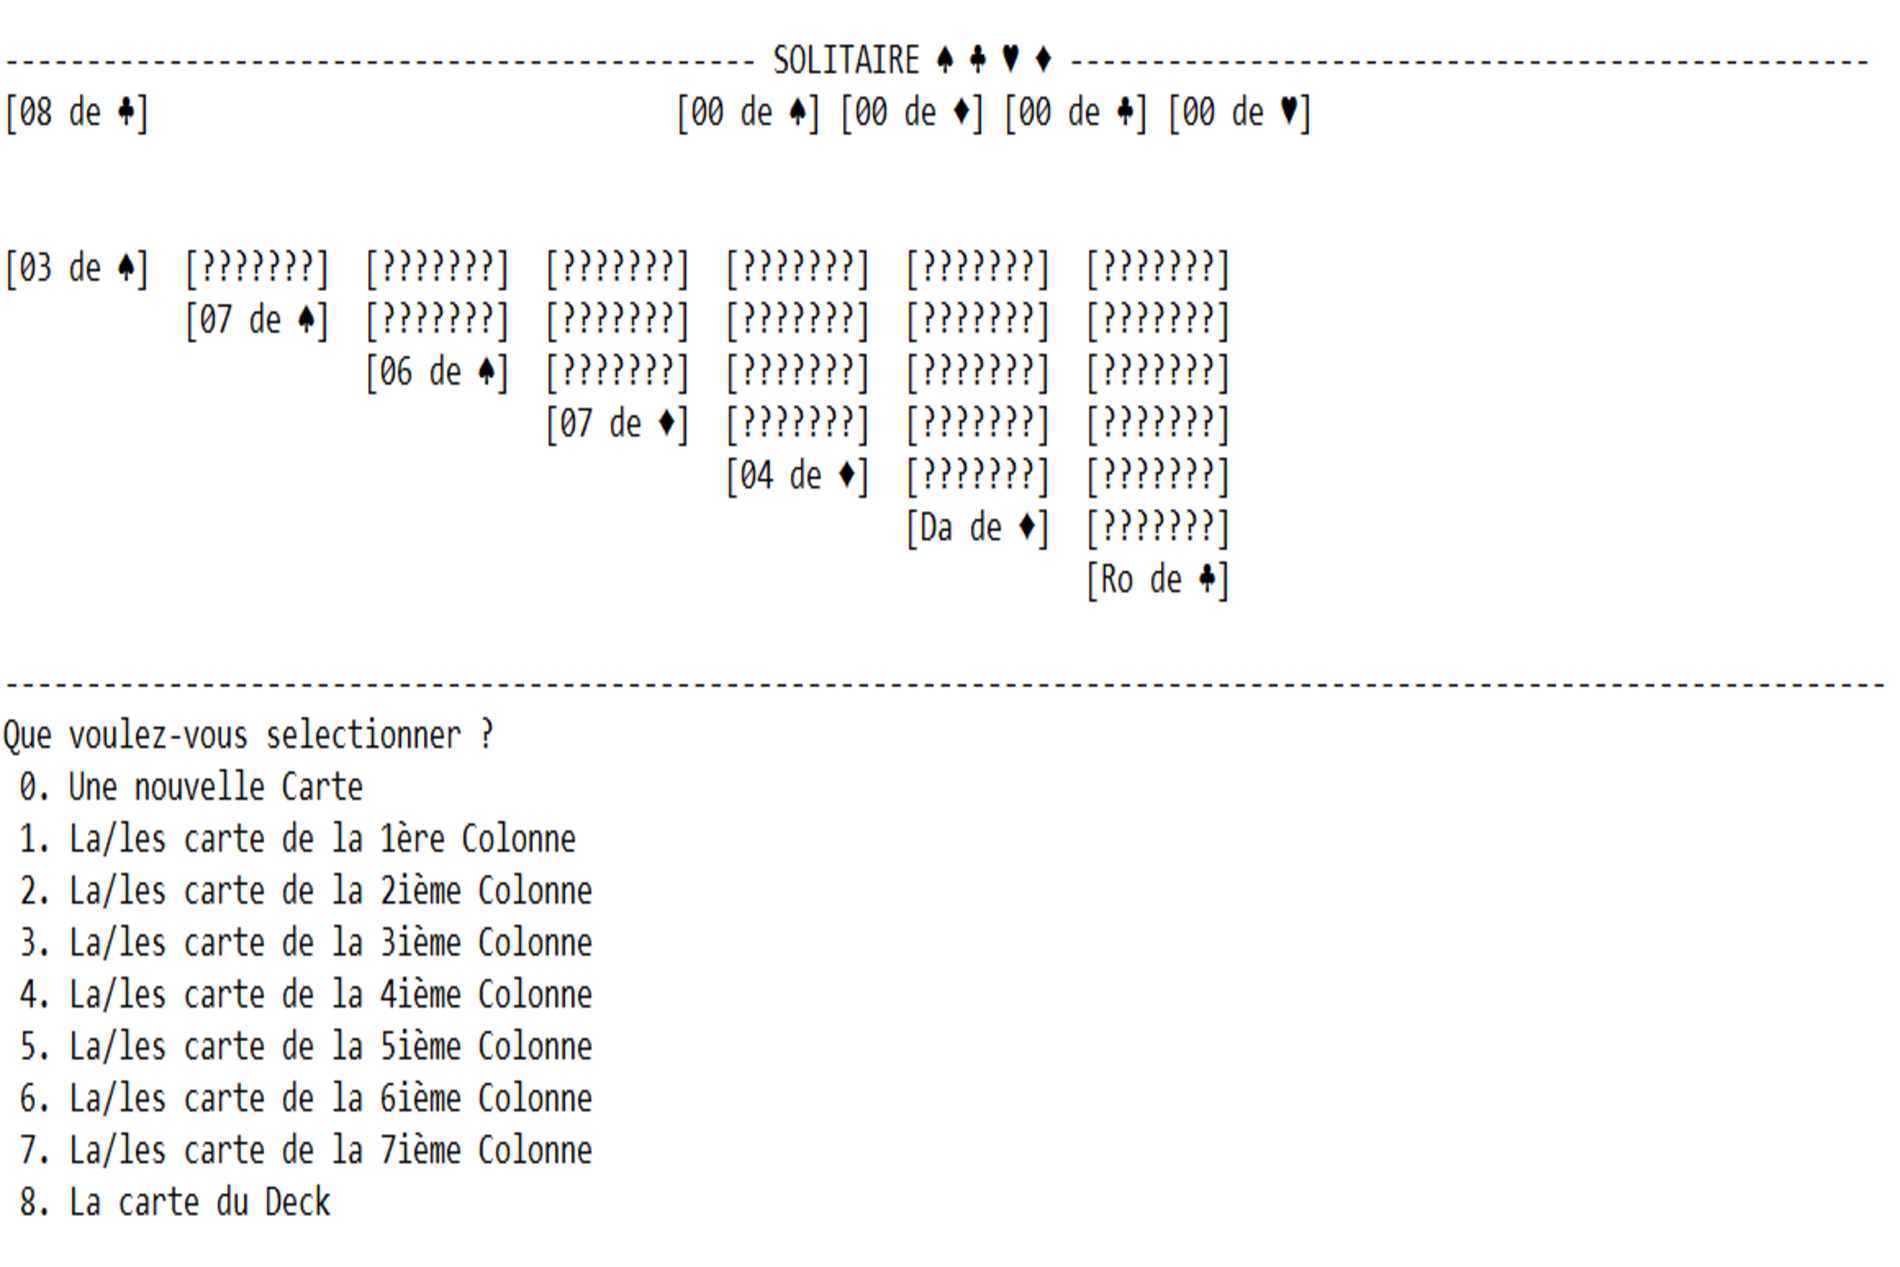 ---------------------------------------------- SOLITAIRE ♠ ♣ ♥ ♦ -------------------------------------------------
[08 de ♣] [00 de ♠] [00 de ♦] [00 de ♣] [00 de ♥]
[03 de ♠] [???????] [???????] [???????] [???????] [???????] [???????]
[07 de ♠] [???????] [???????] [???????] [???????] [???????]
[06 de ♠] [???????] [???????] [???????] [???????]
[07 de ♦] [???????] [???????] [???????]
[04 de ♦] [???????] [???????]
[Da de ♦] [???????]
[Ro de ♣]
-------------------------------------------------------------------------------------------------------------------
Que voulez-vous selectionner ?
0. Une nouvelle Carte
1. La/les carte de la 1ère Colonne
2. La/les carte de la 2ième Colonne
3. La/les carte de la 3ième Colonne
4. La/les carte de la 4ième Colonne
5. La/les carte de la 5ième Colonne
6. La/les carte de la 6ième Colonne
7. La/les carte de la 7ième Colonne
8. La carte du Deck